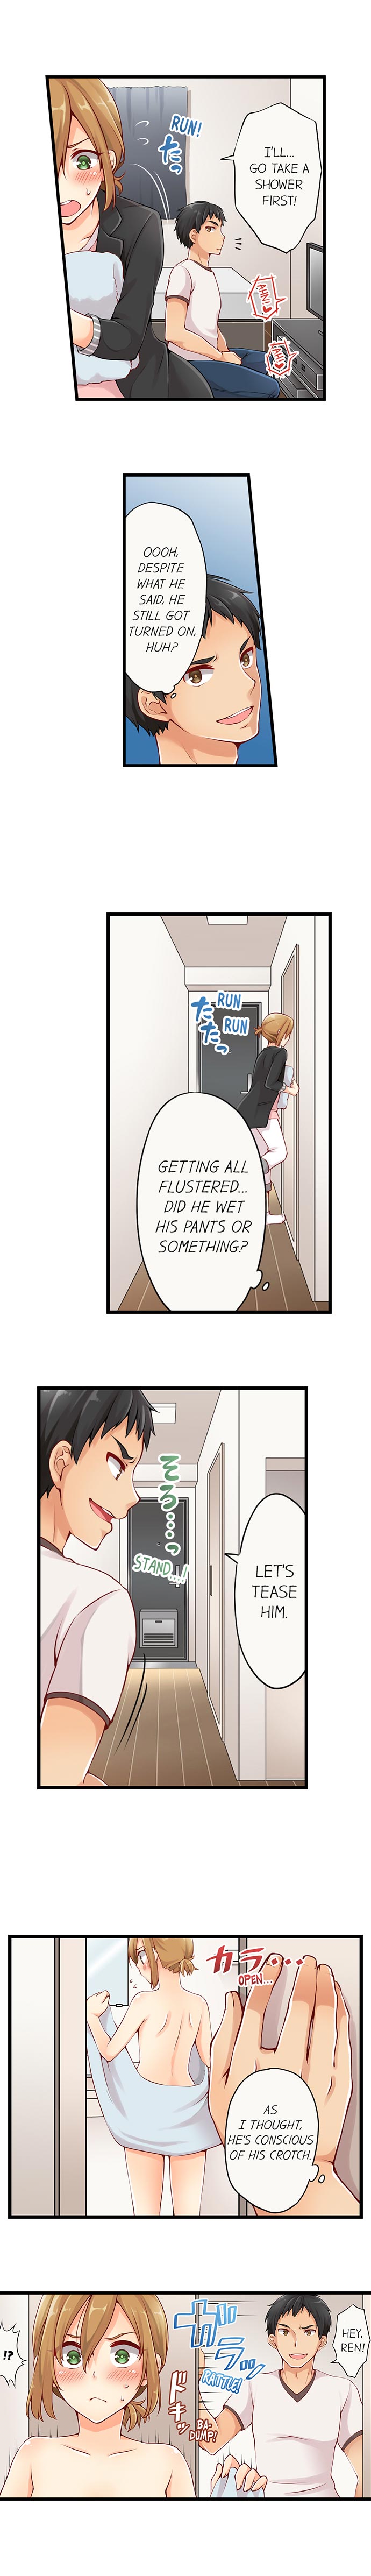 I'LL...
GO TAKE A
SHOWER
FIRST!
RUN!
たっ
AHN!♥
AHN!♥
OOOH,
DESPITE
WHAT HE
SAID, HE
STILL GOT
TURNED ON,
HUH?
RUN
RUN
たたっ
GETTING ALL
FLUSTERED...
DID HE WET
HIS PANTS OR
SOMETHING?
そろ...っ
STAND...!
LET'S
TEASE
HIM.
カラ...
OPEN...
AS
I THOUGHT,
HE'S CONSCIOUS
OF HIS CROTCH.
HEY,
REN!
ガラッ
RATTLE!
!?
ドキッ
BA-
DUMP!